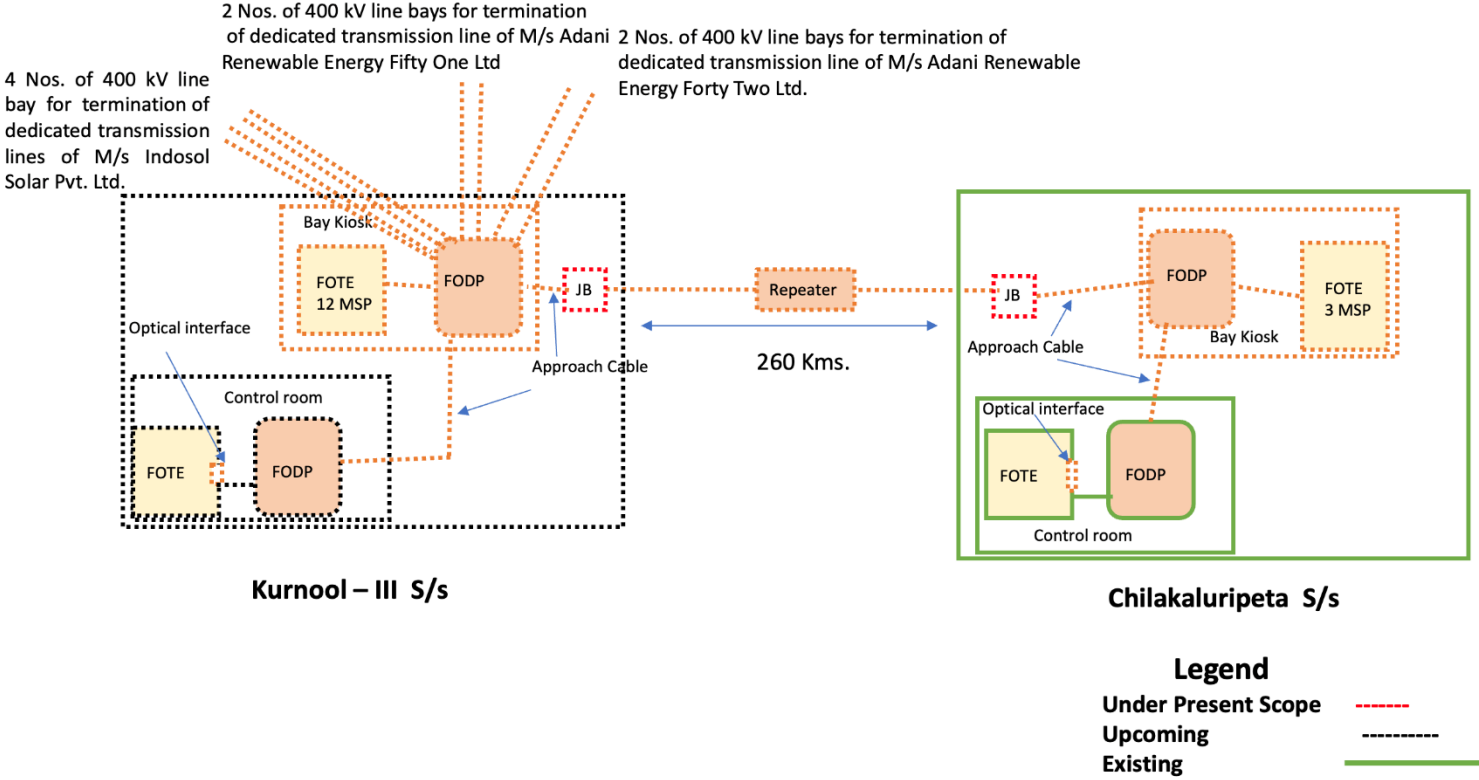 2 Nos. of 400 kV line bays for termination
of dedicated transmission line of M/s Adani
Renewable Energy Fifty One Ltd
2 Nos. of 400 kV line bays for termination of
dedicated transmission line of M/s Adani Renewable
Energy Forty Two Ltd.
4 Nos. of 400 kV line
bay for termination of
dedicated transmission
lines of M/s Indosol
Solar Pvt. Ltd.
Bay Kiosk
FOTE
12 MSP
FODP
JB
Repeater
JB
FODP
FOTE
3 MSP
Bay Kiosk
Optical interface
Approach Cable
260 Kms.
Approach Cable
Control room
FOTE
FODP
Optical interface
FOTE
FODP
Control room
Kurnool – III S/s
Chilakaluripeta S/s
Legend
Under Present Scope
Upcoming
Existing